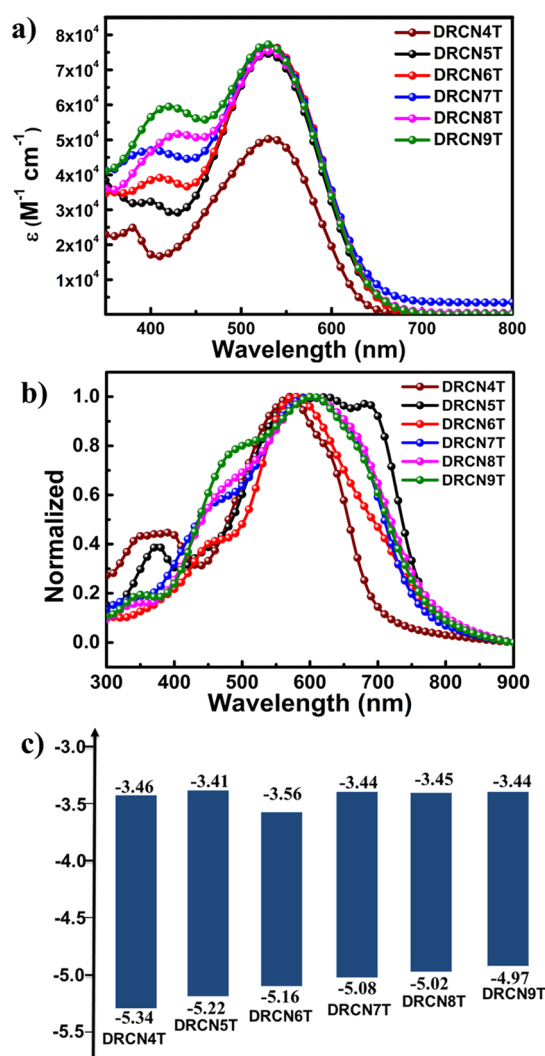 a)
8x10⁴
7x10⁴
6x10⁴
5x10⁴
4x10⁴
3x10⁴
2x10⁴
1x10⁴
ε (M⁻¹ cm⁻¹)
DRCN4T
DRCN5T
DRCN6T
DRCN7T
DRCN8T
DRCN9T
400 500 600 700 800
Wavelength (nm)
b)
1.0
0.8
0.6
0.4
0.2
0.0
Normalized
DRCN4T
DRCN5T
DRCN6T
DRCN7T
DRCN8T
DRCN9T
300 400 500 600 700 800 900
Wavelength (nm)
c)
-3.0
-3.5
-4.0
-4.5
-5.0
-5.5
-3.46 -3.41 -3.56 -3.44 -3.45 -3.44
-5.34 -5.22 -5.16 -5.08 -5.02 -4.97
DRCN4T DRCN5T DRCN6T DRCN7T DRCN8T DRCN9T